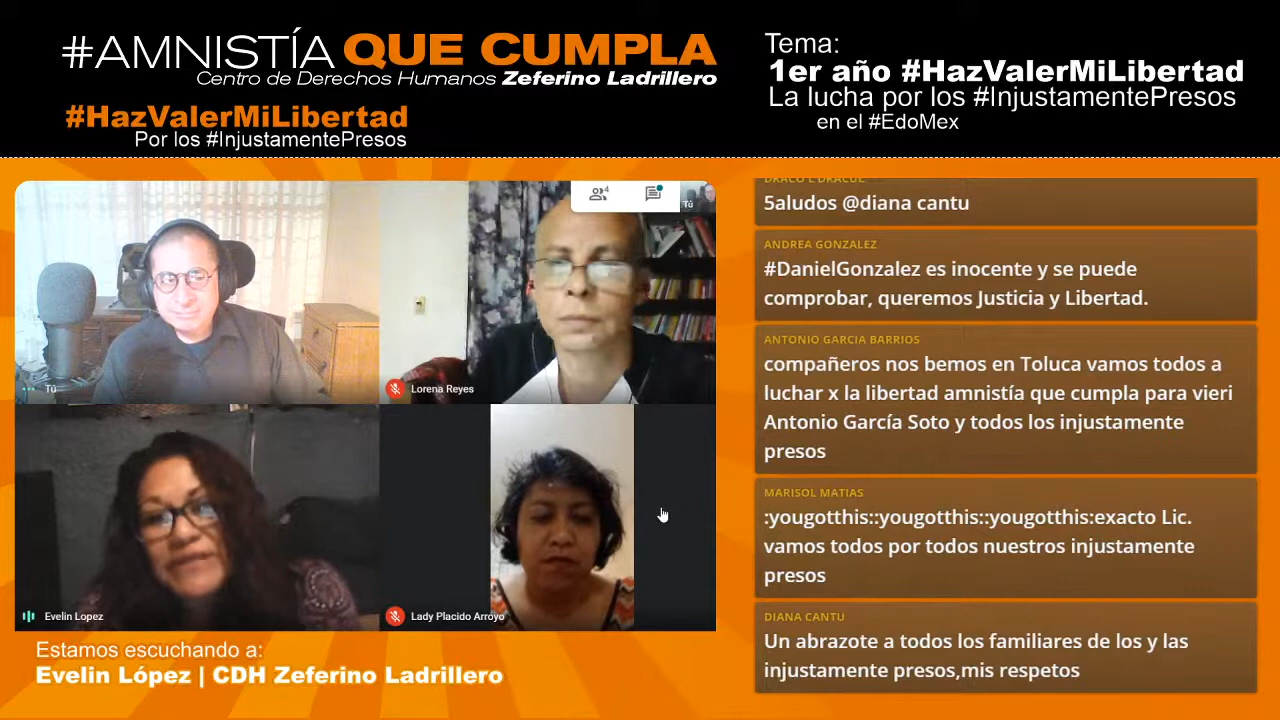 #AMNISTÍA QUE CUMPLA
Centro de Derechos Humanos Zeferino Ladrillero
#HazValerMiLibertad
Por los #InjustamentePresos
Tema:
1er año #HazValerMiLibertad
La lucha por los #InjustamentePresos
en el #EdoMex
4
Tú
Tú
Lorena Reyes
Evelin Lopez
Lady Placido Arroyo
Estamos escuchando a:
Evelin López | CDH Zeferino Ladrillero
DRACO L DRACUL
5aludos @diana cantu
ANDREA GONZALEZ
#DanielGonzalez es inocente y se puede
comprobar, queremos Justicia y Libertad.
ANTONIO GARCIA BARRIOS
compañeros nos bemos en Toluca vamos todos a
luchar x la libertad amnistía que cumpla para vieri
Antonio García Soto y todos los injustamente
presos
MARISOL MATIAS
:yougotthis::yougotthis::yougotthis:exacto Lic.
vamos todos por todos nuestros injustamente
presos
DIANA CANTU
Un abrazote a todos los familiares de los y las
injustamente presos,mis respetos